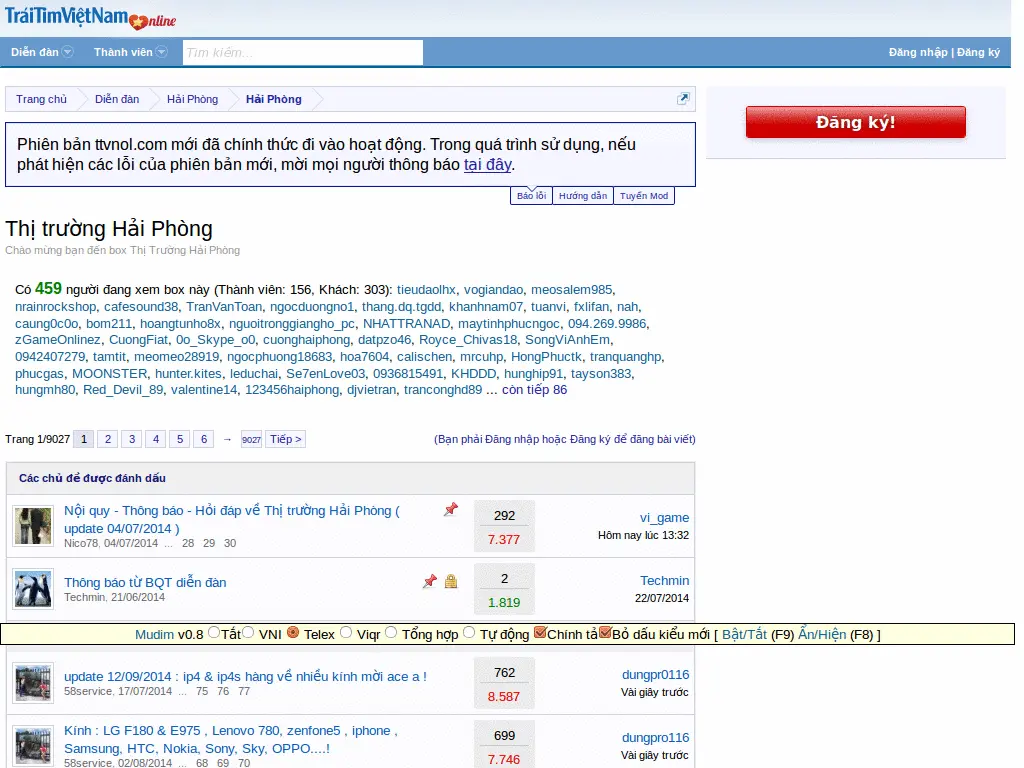 TráiTimViệtNam online
Diễn đàn Thành viên Tìm kiếm... Đăng nhập | Đăng ký
Trang chủ Diễn đàn Hải Phòng Hải Phòng
Đăng ký!
Phiên bản ttvnol.com mới đã chính thức đi vào hoạt động. Trong quá trình sử dụng, nếu
phát hiện các lỗi của phiên bản mới, mời mọi người thông báo tại đây.
Báo lỗi Hướng dẫn Tuyển Mod
Thị trường Hải Phòng
Chào mừng bạn đến box Thị Trường Hải Phòng
Có 459 người đang xem box này (Thành viên: 156, Khách: 303): tieudaolhx, vogiandao, meosalem985,
nrainrockshop, cafesound38, TranVanToan, ngocduongno1, thang.dq.tgdd, khanhnam07, tuanvi, fxlifan, nah,
caung0c0o, bom211, hoangtunho8x, nguoitronggiangho_pc, NHATTRANAD, maytinhphucngoc, 094.269.9986,
zGameOnlinez, CuongFiat, 0o_Skype_o0, cuonghaiphong, datpzo46, Royce_Chivas18, SongViAnhEm,
0942407279, tamtit, meomeo28919, ngocphuong18683, hoa7604, calischen, mrcuhp, HongPhuctk, tranquanghp,
phucgas, MOONSTER, hunter.kites, leduchai, Se7enLove03, 0936815491, KHDDD, hunghip91, tayson383,
hungmh80, Red_Devil_89, valentine14, 123456haiphong, djvietran, tranconghd89 ... còn tiếp 86
Trang 1/9027 1 2 3 4 5 6 → 9027 Tiếp > (Bạn phải Đăng nhập hoặc Đăng ký để đăng bài viết)
Các chủ đề được đánh dấu
Nội quy - Thông báo - Hỏi đáp về Thị trường Hải Phòng (
update 04/07/2014 )
Nico78, 04/07/2014 ... 28 29 30
292
7.377
vi_game
Hôm nay lúc 13:32
Thông báo từ BQT diễn đàn
Techmin, 21/06/2014
2
1.819
Techmin
22/07/2014
Mudim v0.8 Tắt VNI Telex Viqr Tổng hợp Tự động Chính tả Bỏ dấu kiểu mới [ Bật/Tắt (F9) Ẩn/Hiện (F8) ]
update 12/09/2014 : ip4 & ip4s hàng về nhiều kính mời ace a !
58service, 17/07/2014 ... 75 76 77
762
8.587
dungpr0116
Vài giây trước
Kính : LG F180 & E975 , Lenovo 780, zenfone5 , iphone ,
Samsung, HTC, Nokia, Sony, Sky, OPPO....!
58service, 02/08/2014 ... 68 69 70
699
7.746
dungpro116
Vài giây trước